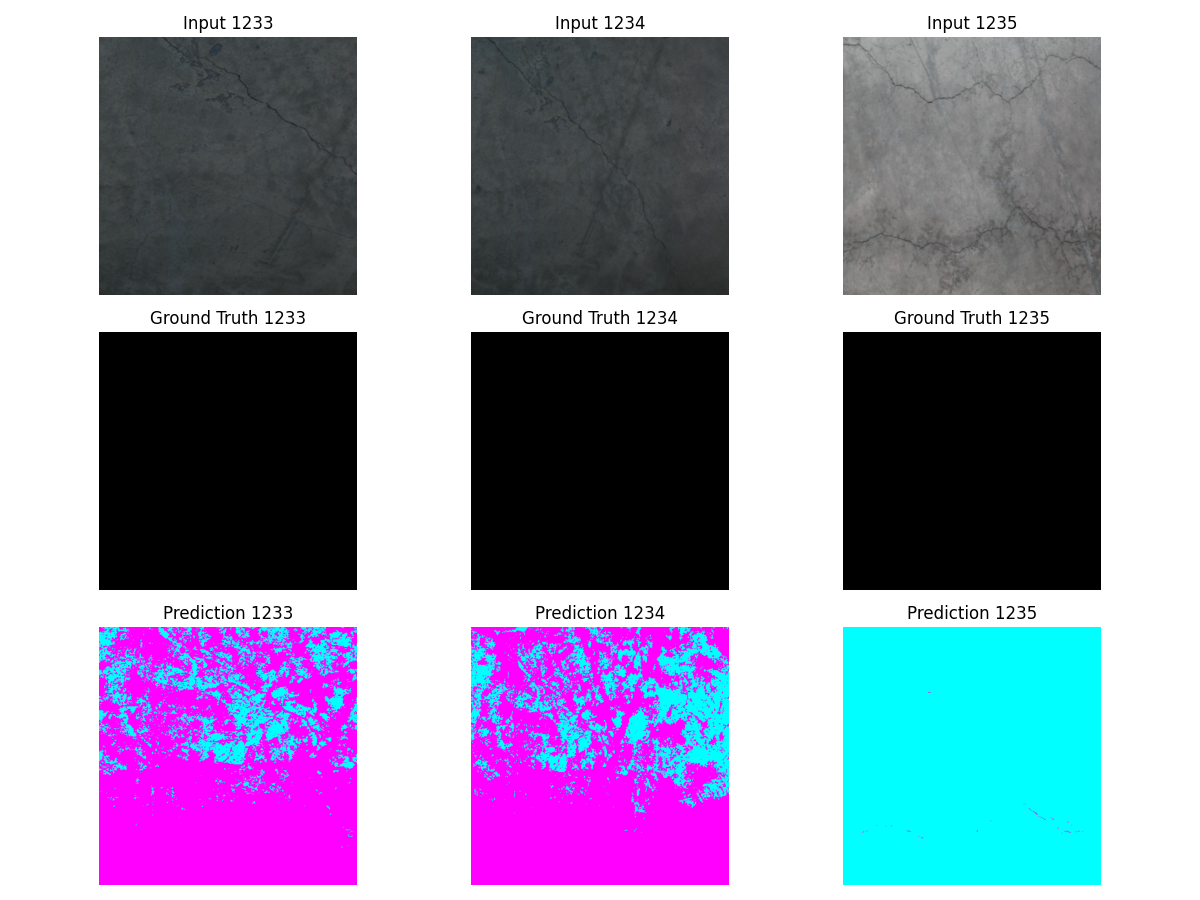 Input 1233
Input 1234
Input 1235
Ground Truth 1233
Ground Truth 1234
Ground Truth 1235
Prediction 1233
Prediction 1234
Prediction 1235